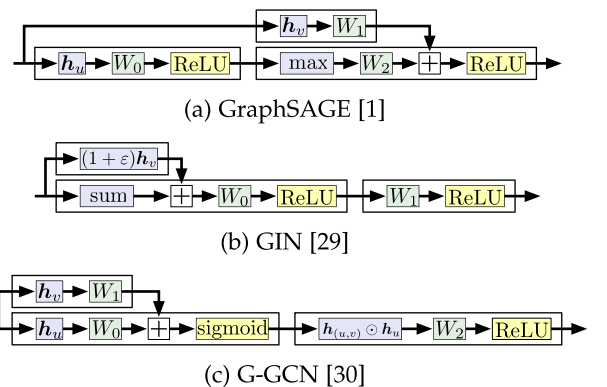 h_v W_1
h_u W_0 ReLU max W_2 + ReLU
(a) GraphSAGE [1]
(1 + ε)h_v
sum + W_0 ReLU W_1 ReLU
(b) GIN [29]
h_v W_1
h_u W_0 + sigmoid h_(u,v) ⊙ h_u W_2 ReLU
(c) G-GCN [30]